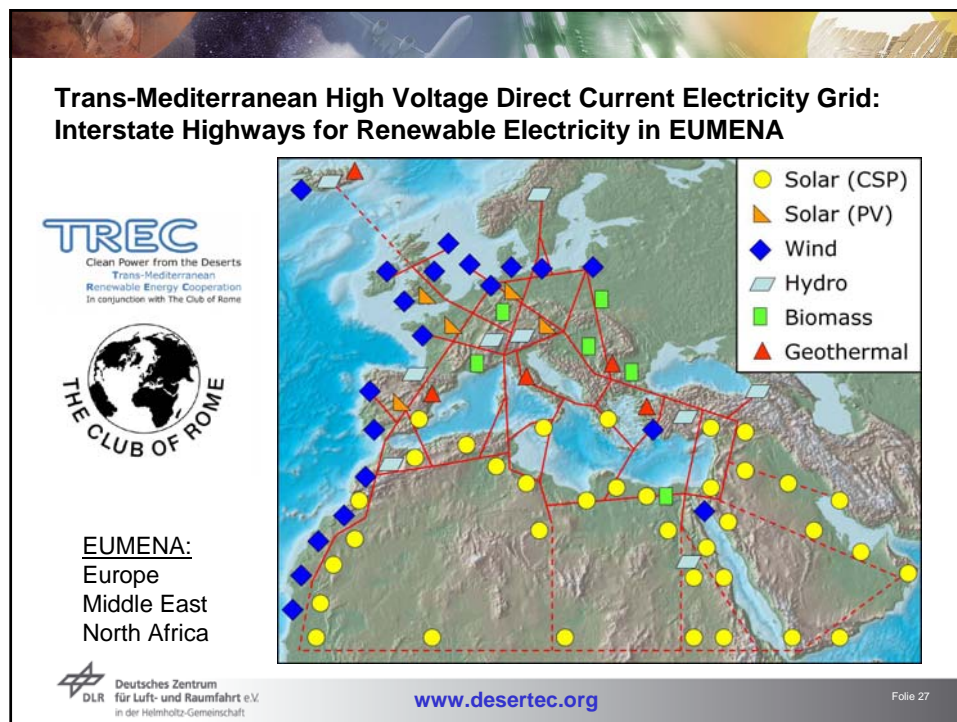 Trans-Mediterranean High Voltage Direct Current Electricity Grid:
Interstate Highways for Renewable Electricity in EUMENA
TREC
Clean Power from the Deserts
Trans-Mediterranean
Renewable Energy Cooperation
In conjunction with The Club of Rome
THE CLUB OF ROME
Solar (CSP)
Solar (PV)
Wind
Hydro
Biomass
Geothermal
EUMENA:
Europe
Middle East
North Africa
DLR
Deutsches Zentrum
für Luft- und Raumfahrt e.V.
in der Helmholtz-Gemeinschaft
www.desertec.org
Folie 27